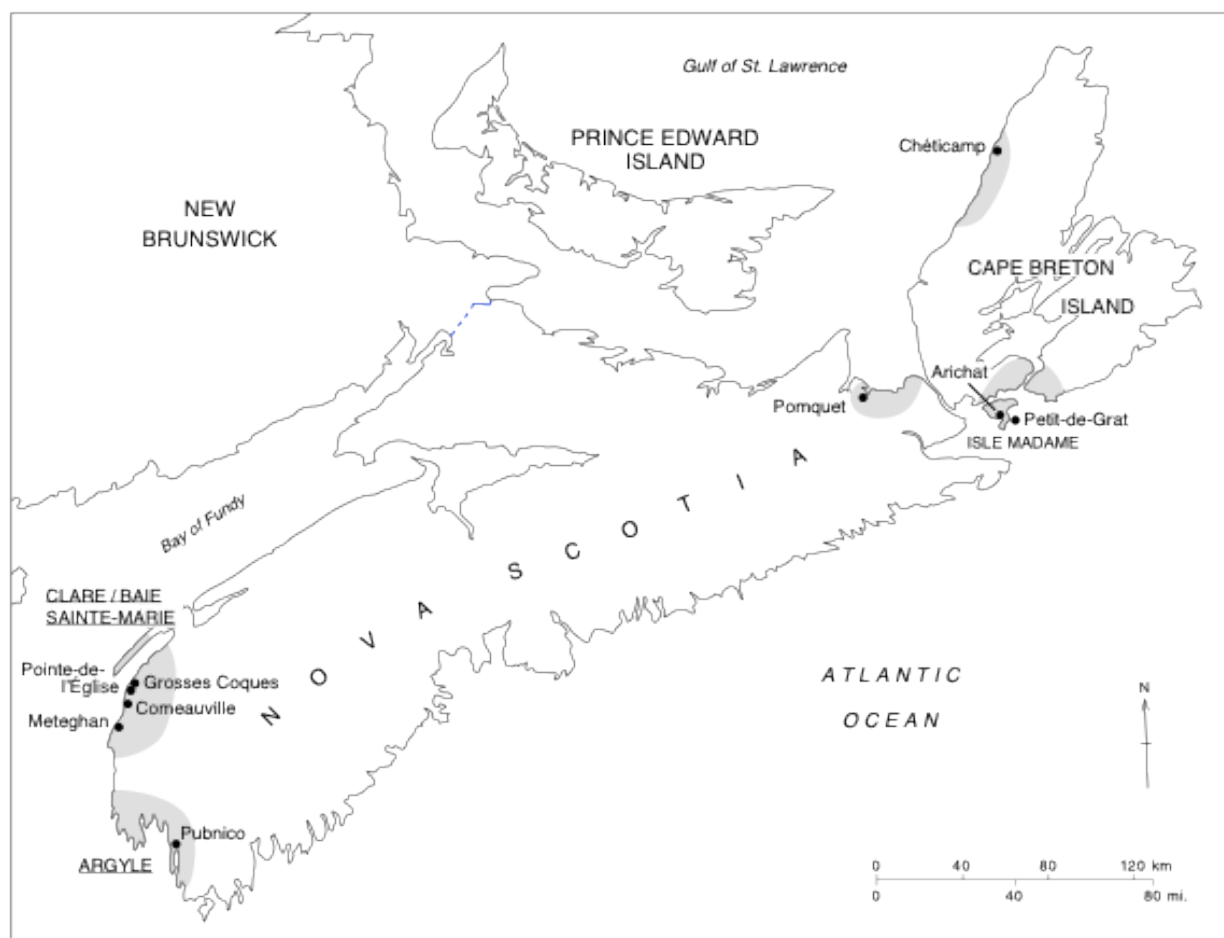 Gulf of St. Lawrence
PRINCE EDWARD
ISLAND
Chéticamp
NEW
BRUNSWICK
CAPE BRETON
ISLAND
Arichat
Pomquet
Petit-de-Grat
ISLE MADAME
NOVA SCOTIA
Bay of Fundy
CLARE / BAIE
SAINTE-MARIE
Pointe-de-
l'Église
Grosses Coques
Comeauville
Meteghan
ATLANTIC
OCEAN
N
Pubnico
ARGYLE
0 40 80 120 km
0 40 80 mi.